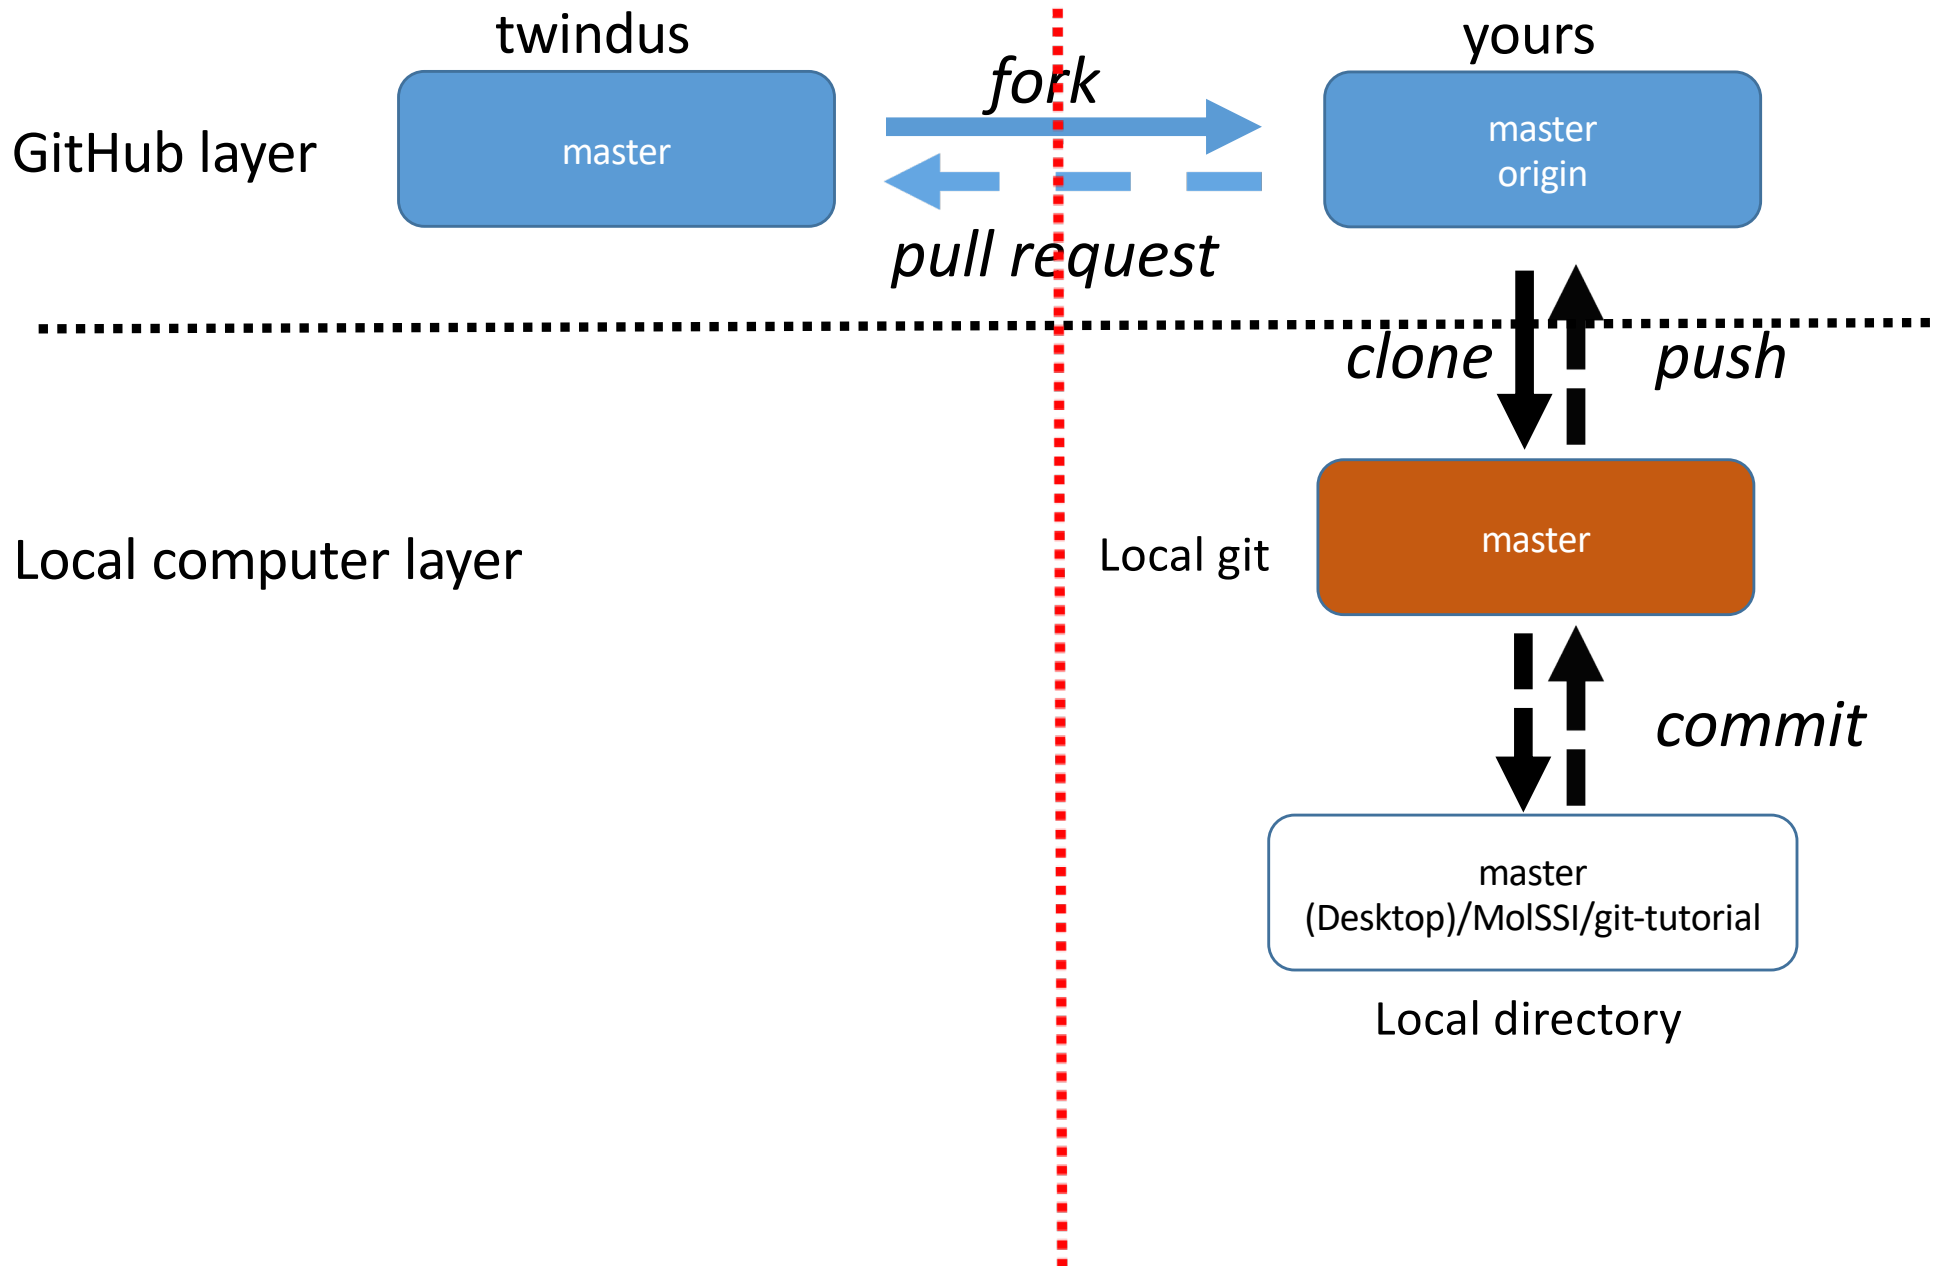 twindus
yours
fork
GitHub layer
master
master
origin
pull request
clone
push
Local computer layer
Local git
master
commit
master
(Desktop)/MolSSI/git-tutorial
Local directory